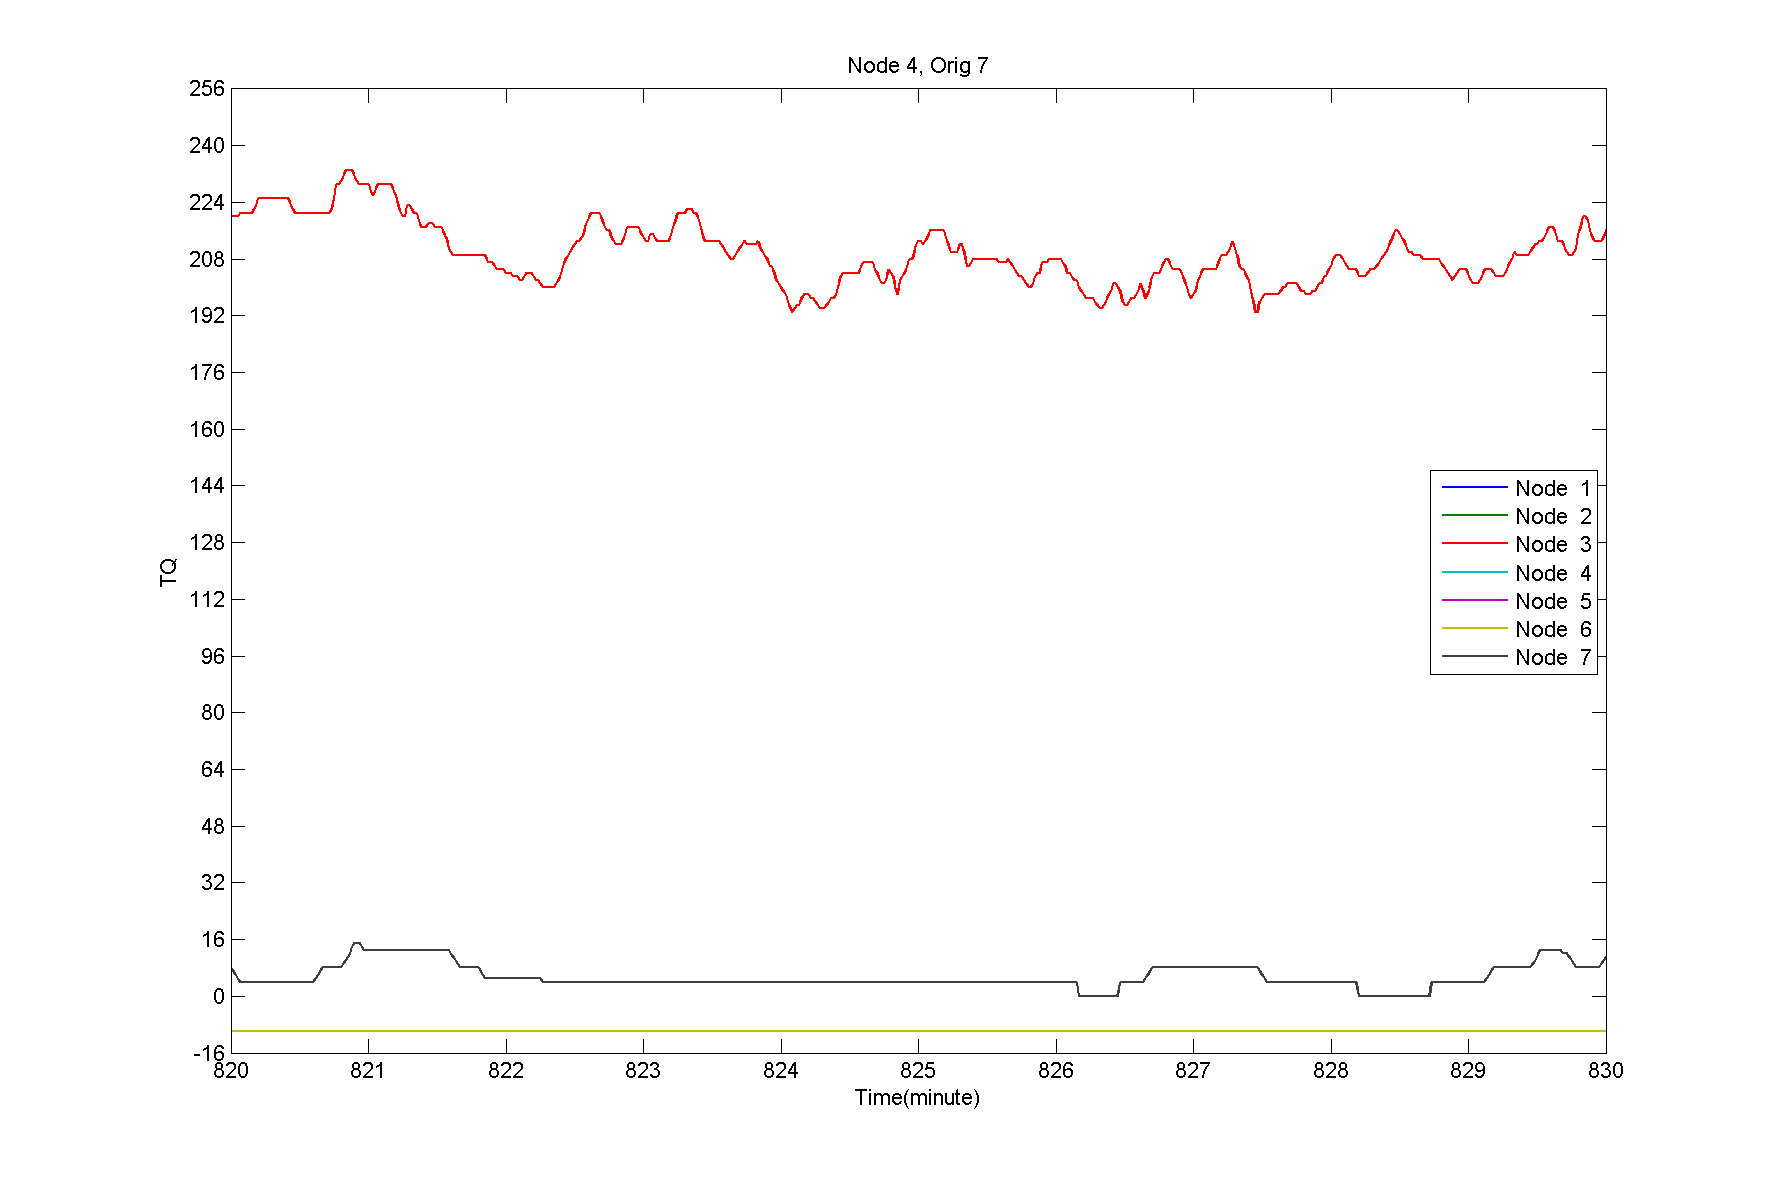 Node 4, Orig 7
256
240
224
208
192
176
160
144
128
112
96
80
64
48
32
16
0
-16
TQ
Node 1
Node 2
Node 3
Node 4
Node 5
Node 6
Node 7
820 821 822 823 824 825 826 827 828 829 830
Time(minute)